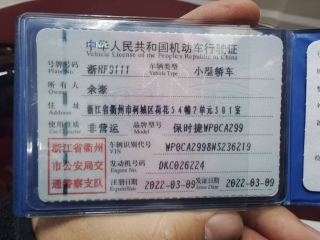 中华人民共和国机动车行驶证
Vehicle License of the People's Republic of China
号牌号码 浙HF3111 车辆类型 小型轿车
Plate No. Vehicle Type
所有人 余豪
Owner
住址 浙江省衢州市柯城区荷花54幢2单元501室
Address
使用性质 非营运 品牌型号 保时捷WP0CA299
Use Character Model
浙江省衢州 车辆识别代号 WP0CA2998NS236219
VIN
市公安局交 发动机号码 DKC026224
Engine No.
通警察支队 注册日期 2022-03-09 发证日期 2022-03-09
Register Date Issue Date